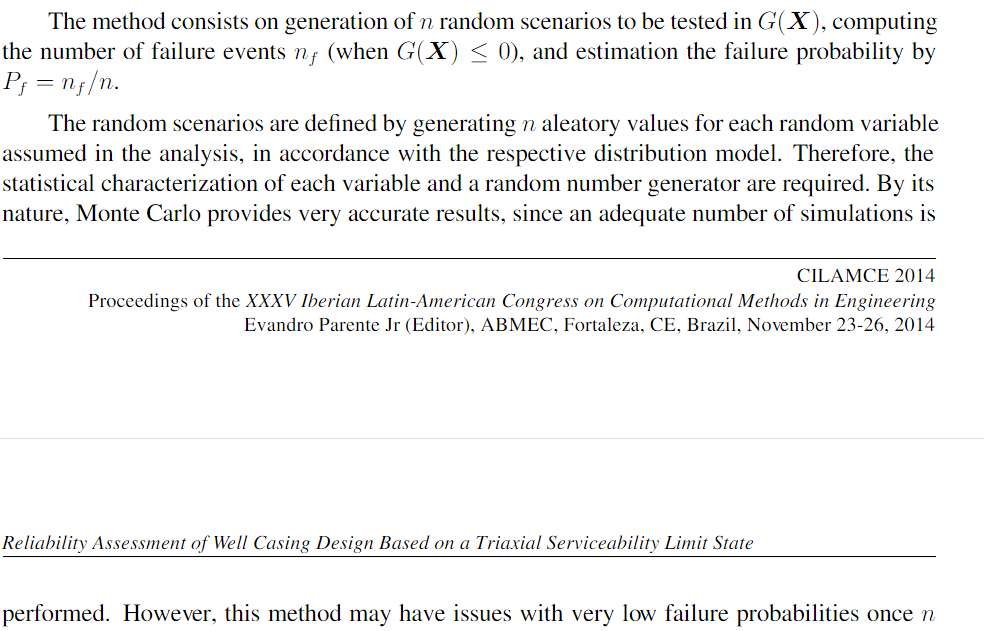 The method consists on generation of n random scenarios to be tested in G(X), computing
the number of failure events n_f (when G(X) ≤ 0), and estimation the failure probability by
P_f = n_f/n.
The random scenarios are defined by generating n aleatory values for each random variable
assumed in the analysis, in accordance with the respective distribution model. Therefore, the
statistical characterization of each variable and a random number generator are required. By its
nature, Monte Carlo provides very accurate results, since an adequate number of simulations is
CILAMCE 2014
Proceedings of the XXXV Iberian Latin-American Congress on Computational Methods in Engineering
Evandro Parente Jr (Editor), ABMEC, Fortaleza, CE, Brazil, November 23-26, 2014
Reliability Assessment of Well Casing Design Based on a Triaxial Serviceability Limit State
performed. However, this method may have issues with very low failure probabilities once n